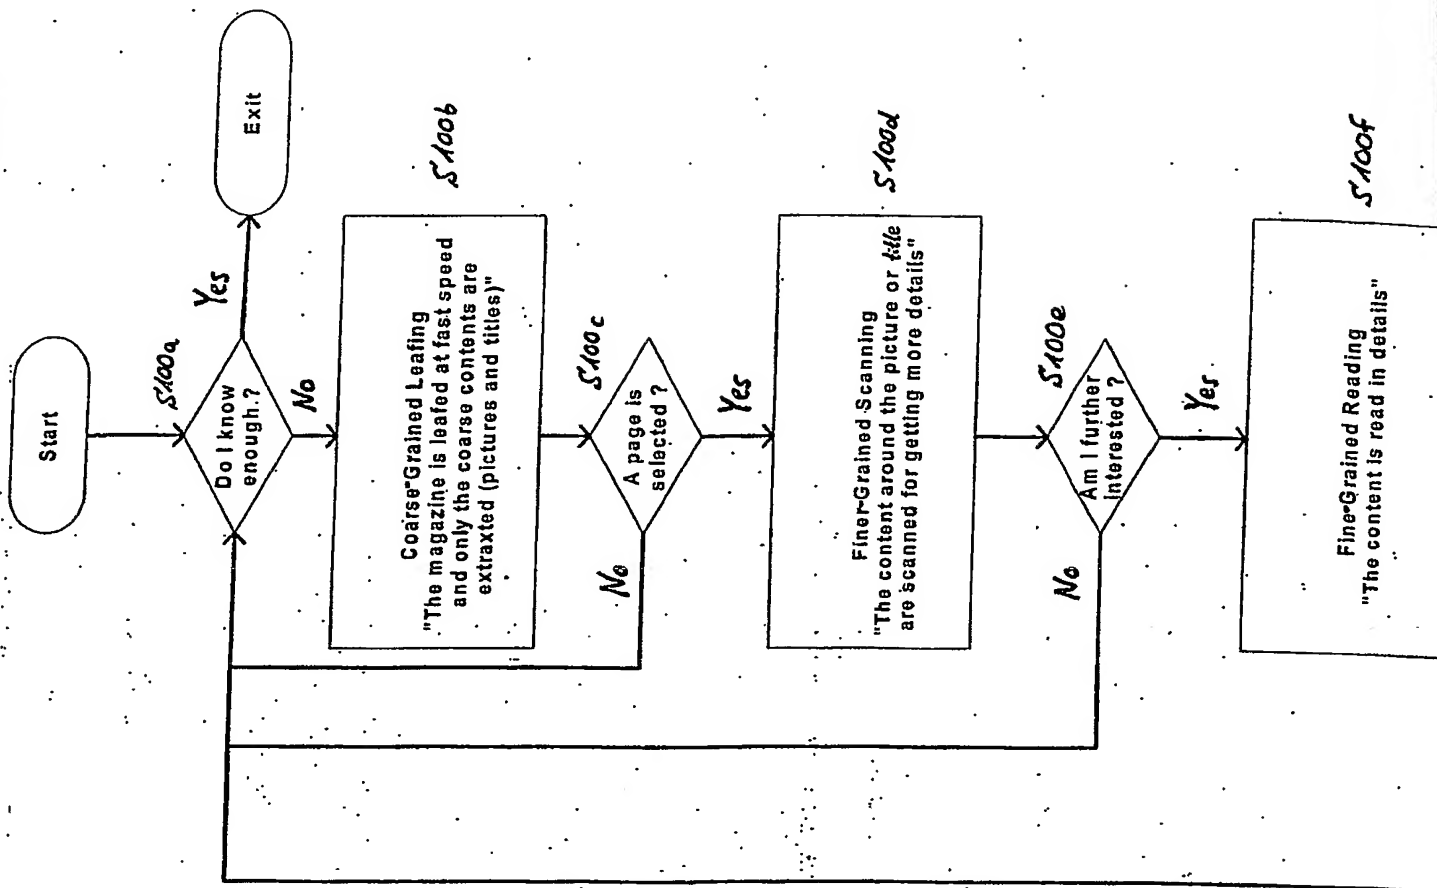 Start
S100a
Do I know
enough.?
Yes
Exit
No
Coarse-Grained Leafing
"The magazine is leafed at fast speed
and only the coarse contents are
extraxted (pictures and titles)"
S100b
S100c
A page is
selected ?
No
Yes
Finer-Grained Scanning
"The content around the picture or title
are scanned for getting more details"
S100d
S100e
Am I further
interested ?
No
Yes
Fine-Grained Reading
"The content is read in details"
S100f